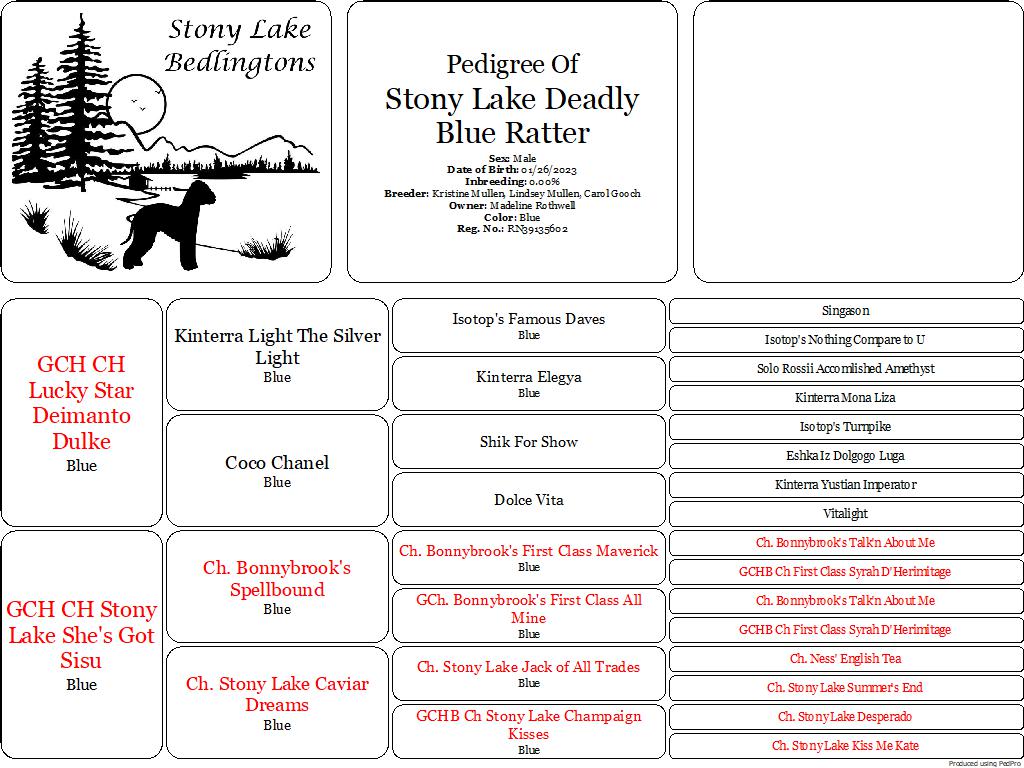 Stony Lake
Bedlingtons
Pedigree Of
Stony Lake Deadly
Blue Ratter
Sex: Male
Date of Birth: 01/26/2023
Inbreeding: 0.00%
Breeder: Kristine Mullen, Lindsey Mullen, Carol Gooch
Owner: Madeline Rothwell
Color: Blue
Reg. No.: RN39135602
GCH CH
Lucky Star
Deimanto
Dulke
Blue
Kinterra Light The Silver
Light
Blue
Coco Chanel
Blue
Isotop's Famous Daves
Blue
Kinterra Elegya
Blue
Shik For Show
Dolce Vita
Singason
Isotop's Nothing Compare to U
Solo Rossii Accomlished Amethyst
Kinterra Mona Liza
Isotop's Turnpike
Eshka Iz Dolgogo Luga
Kinterra Yustian Imperator
Vitalight
GCH CH Stony
Lake She's Got
Sisu
Blue
Ch. Bonnybrook's
Spellbound
Blue
Ch. Stony Lake Caviar
Dreams
Blue
Ch. Bonnybrook's First Class Maverick
Blue
GCh. Bonnybrook's First Class All
Mine
Blue
Ch. Stony Lake Jack of All Trades
Blue
GCHB Ch Stony Lake Champaign
Kisses
Blue
Ch. Bonnybrook's Talk'n About Me
GCHB Ch First Class Syrah D'Herimitage
Ch. Bonnybrook's Talk'n About Me
GCHB Ch First Class Syrah D'Herimitage
Ch. Ness' English Tea
Ch. Stony Lake Summer's End
Ch. Stony Lake Desperado
Ch. Stony Lake Kiss Me Kate
Produced using PedPro